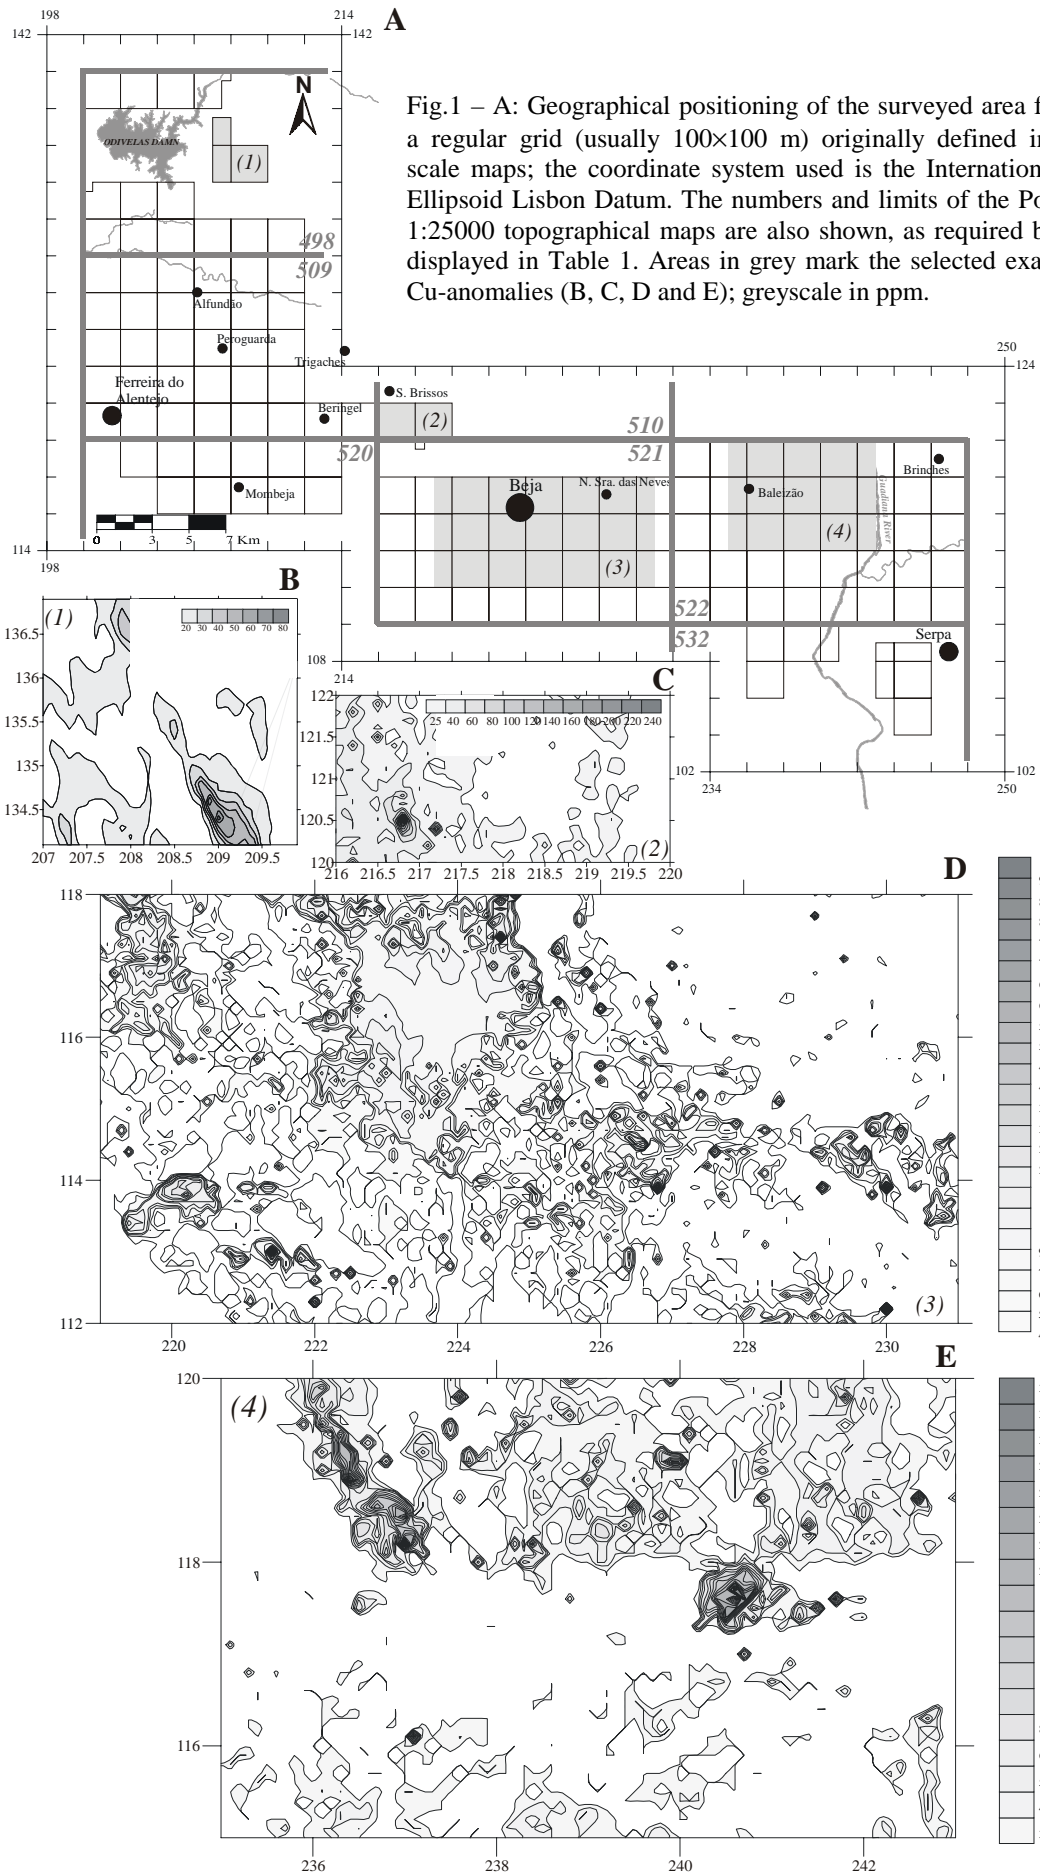 198
214
A
142
142
N
ODIVELAS DAMN
(1)
Fig.1 – A: Geographical positioning of the surveyed area f
a regular grid (usually 100×100 m) originally defined in
scale maps; the coordinate system used is the Internation
Ellipsoid Lisbon Datum. The numbers and limits of the Po
1:25000 topographical maps are also shown, as required b
displayed in Table 1. Areas in grey mark the selected exa
Cu-anomalies (B, C, D and E); greyscale in ppm.
498
509
Alfundão
Peroguarda
Trigaches
250
124
Ferreira do
Alentejo
Beringel
S. Brissos
(2)
510
520
521
Mombeja
Beja
N. Sra. das Neves
Baleizão
Brinches
Guadiana River
(3)
(4)
0 3 5 7 Km
114
198
522
532
Serpa
108
214
102
102
234
250
B
(1)
20 30 40 50 60 70 80
136.5
136
135.5
135
134.5
207 207.5 208 208.5 209 209.5
C
25 40 60 80 100 120 140 160 180 200 220 240
122
121.5
121
120.5
120
(2)
216 216.5 217 217.5 218 218.5 219 219.5 220
D
118
116
114
112
(3)
220 222 224 226 228 230
E
(4)
120
118
116
236 238 240 242